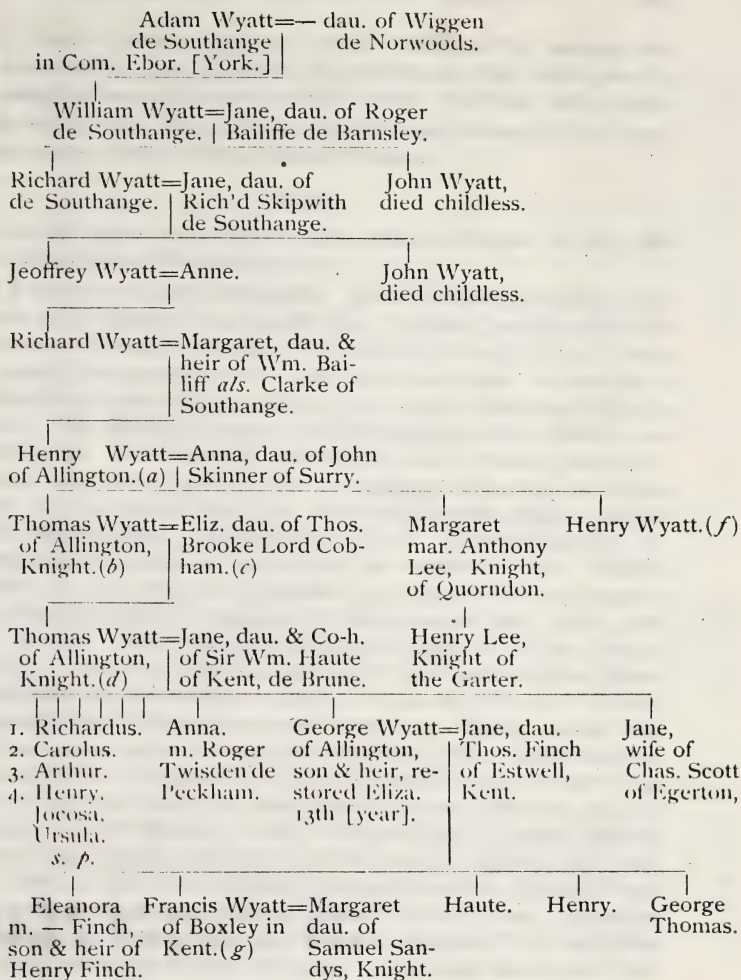 Adam Wyatt=— dau. of Wiggen
de Southange | de Norwoods.
in Com. Ebor. [York.]
William Wyatt=Jane, dau. of Roger
de Southange. | Bailiffe de Barnsley.
Richard Wyatt=Jane, dau. of
de Southange. Rich'd Skipwith
de Southange.
John Wyatt,
died childless.
Jeoffrey Wyatt=Anne.
John Wyatt,
died childless.
Richard Wyatt=Margaret, dau. &
heir of Wm. Bai-
liff als. Clarke of
Southange.
Henry Wyatt=Anna, dau. of John
of Allington.(a) | Skinner of Surry.
Thomas Wyatt=Eliz. dau. of Thos.
of Allington, Brooke Lord Cob-
Knight.(b) ham.(c)
Margaret
mar. Anthony
Lee, Knight,
of Quorndon.
Henry Wyatt.(f)
Thomas Wyatt=Jane, dau. & Co-h.
of Allington, of Sir Wm. Haute
Knight.(d) of Kent, de Brune.
Henry Lee,
Knight of
the Garter.
1. Richardus.
2. Carolus.
3. Arthur.
4. Henry.
Jocosa.
Ursula.
s. p.
Anna.
m. Roger
Twisden de
Peckham.
George Wyatt=Jane, dau.
of Allington, Thos. Finch
son & heir, re- of Estwell,
stored Eliza. Kent.
13th [year].
Jane,
wife of
Chas. Scott
of Egerton,
Eleanora
m. — Finch,
son & heir of
Henry Finch.
Francis Wyatt=Margaret
of Boxley in dau. of
Kent.(g) Samuel San-
dys, Knight.
Haute.
Henry.
George
Thomas.